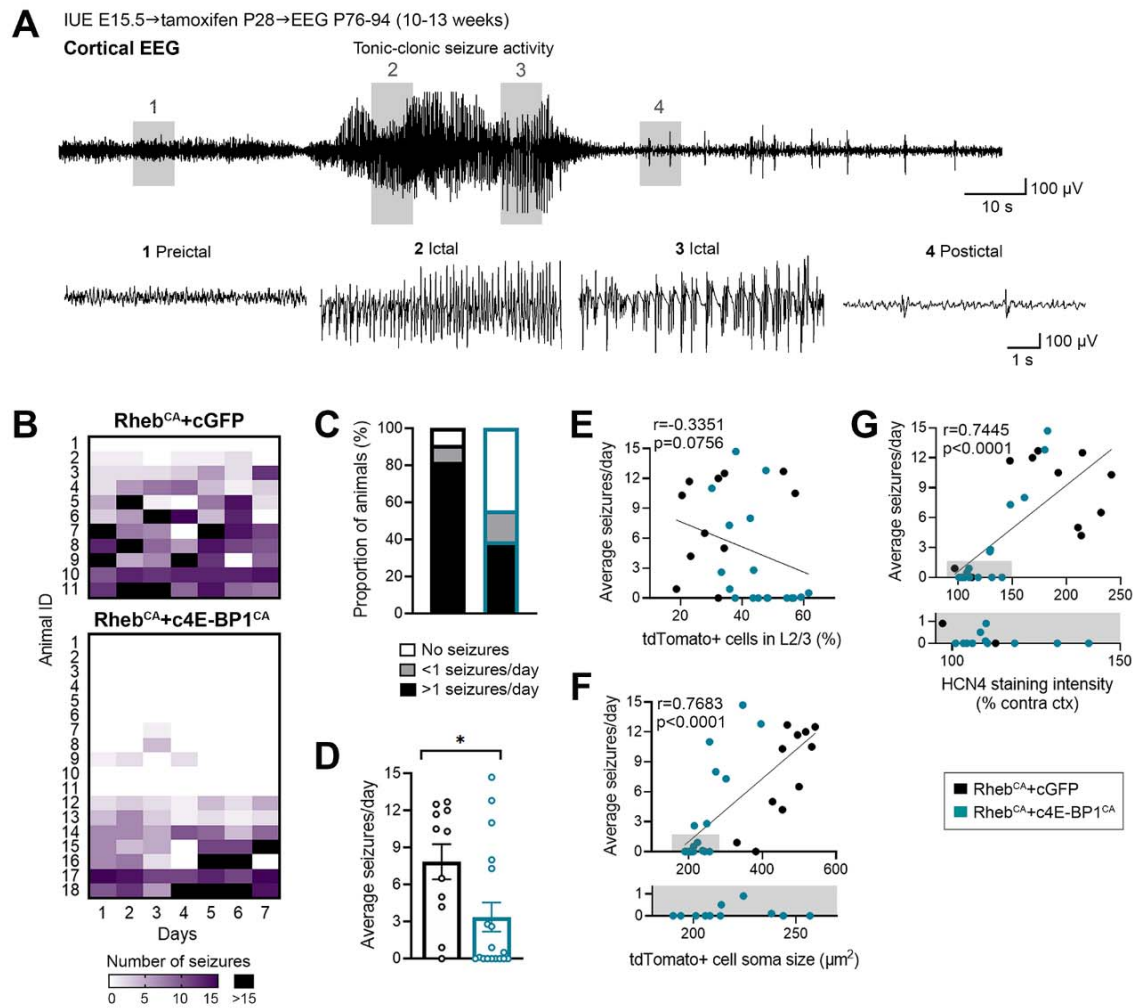 A
IUE E15.5→tamoxifen P28→EEG P76-94 (10-13 weeks)
Cortical EEG
Tonic-clonic seizure activity
1
2
3
4
100 µV
10 s
1 Preictal
2 Ictal
3 Ictal
4 Postictal
100 µV
1 s
B
RhebCA+cGFP
1
2
3
4
5
6
7
8
9
10
11
RhebCA+c4E-BP1CA
Animal ID
1
2
3
4
5
6
7
8
9
10
11
12
13
14
15
16
17
18
1 2 3 4 5 6 7
Days
Number of seizures
0 5 10 15 >15
C
Proportion of animals (%)
100
80
60
40
20
0
No seizures
<1 seizures/day
>1 seizures/day
D
*
Average seizures/day
15
12
9
6
3
0
E
r=-0.3351
p=0.0756
Average seizures/day
15
12
9
6
3
0
20 40 60
tdTomato+ cells in L2/3 (%)
F
r=0.7683
p<0.0001
Average seizures/day
15
12
9
6
3
0
200 400 600
1
0
200 250
tdTomato+ cell soma size (µm²)
G
r=0.7445
p<0.0001
Average seizures/day
15
12
9
6
3
0
100 150 200 250
1
0
100 150
HCN4 staining intensity
(% contra ctx)
RhebCA+cGFP
RhebCA+c4E-BP1CA